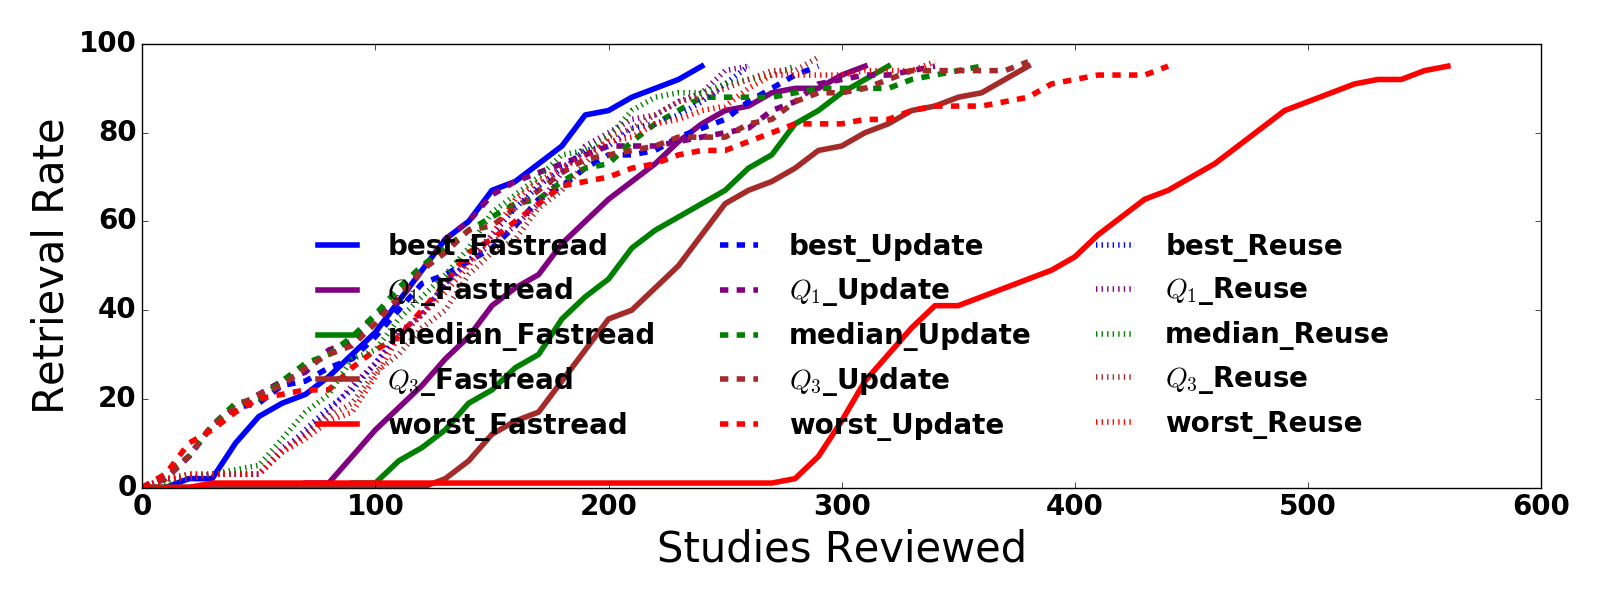 100
80
60
40
20
0
Retrieval Rate
best_Fastread best_Update best_Reuse
Q₁_Fastread Q₁_Update Q₁_Reuse
median_Fastread median_Update median_Reuse
Q₃_Fastread Q₃_Update Q₃_Reuse
worst_Fastread worst_Update worst_Reuse
0 100 200 300 400 500 600
Studies Reviewed